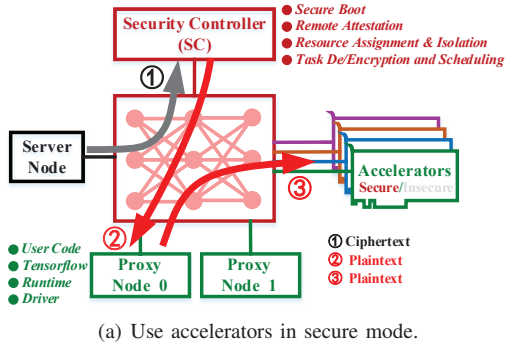 Security Controller
(SC)
● Secure Boot
● Remote Attestation
● Resource Assignment & Isolation
● Task De/Encryption and Scheduling
①
Server
Node
Accelerators
Secure/Insecure
③
②
● User Code
● Tensorflow
● Runtime
● Driver
Proxy
Node 0
Proxy
Node 1
① Ciphertext
② Plaintext
③ Plaintext
(a) Use accelerators in secure mode.